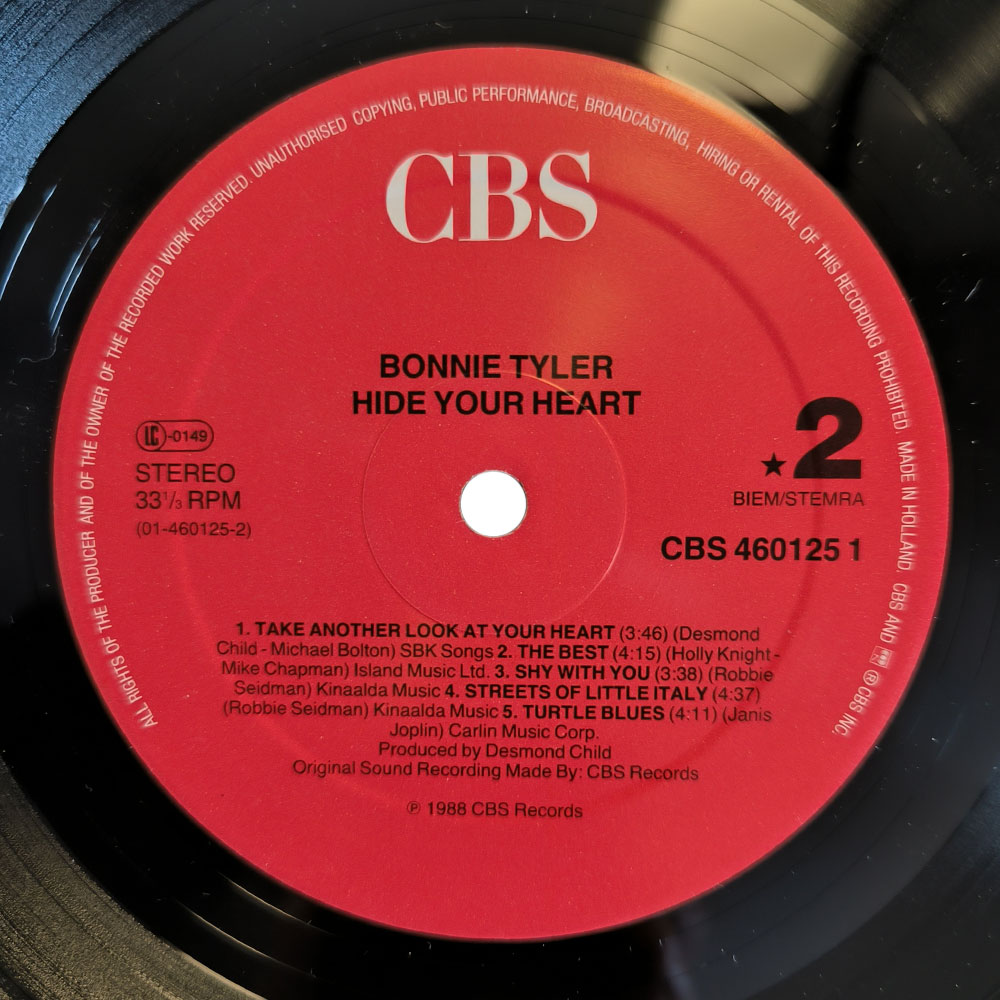 ALL RIGHTS OF THE PRODUCER AND OF THE OWNER OF THE RECORDED WORK RESERVED. UNAUTHORISED COPYING, PUBLIC PERFORMANCE, BROADCASTING, HIRING OR RENTAL OF THIS RECORDING PROHIBITED MADE IN HOLLAND. CBS AND ® CBS INC.
CBS
BONNIE TYLER
HIDE YOUR HEART
LC-0149
STEREO
33 1/3 RPM
(01-460125-2)
★2
BIEM/STEMRA
CBS 460125 1
1. TAKE ANOTHER LOOK AT YOUR HEART (3:46) (Desmond
Child - Michael Bolton) SBK Songs 2. THE BEST (4:15) (Holly Knight -
Mike Chapman) Island Music Ltd. 3. SHY WITH YOU (3:38) (Robbie
Seidman) Kinaalda Music 4. STREETS OF LITTLE ITALY (4:37)
(Robbie Seidman) Kinaalda Music 5. TURTLE BLUES (4:11) (Janis
Joplin) Carlin Music Corp.
Produced by Desmond Child
Original Sound Recording Made By: CBS Records
℗ 1988 CBS Records